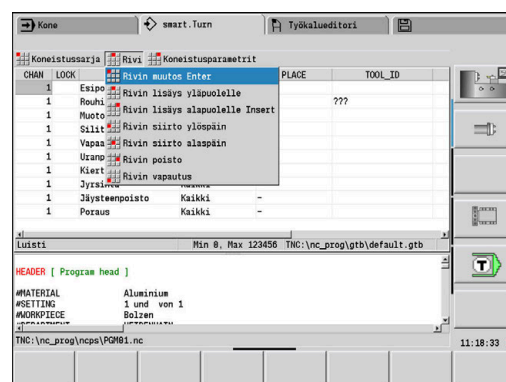 Kone smart.Turn Työkalueditori
Koneistussarja Rivi Koneistusparametrit
CHAN LOCK PLACE TOOL_ID
Rivin muutos Enter
Rivin lisäys yläpuolelle
Rivin lisäys alapuolelle Insert
Rivin siirto ylöspäin
Rivin siirto alaspäin
Rivin poisto
Rivin vapautus
1 Esipo
1 Rouhi ???
1 Muoto
1 Silit
1 Vapaa
1 Uranp
1 Kiert
1 Jyrsintä Kaikki -
1 Jäysteenpoisto Kaikki -
1 Poraus Kaikki -
Luisti Min 0, Max 123456 TNC:\nc_prog\gtb\default.gtb
HEADER [ Program head ]
#MATERIAL Aluminium
#SETTING 1 und von 1
#WORKPIECE Bolzen
TNC:\nc_prog\ncps\PGM01.nc
T
11:18:33